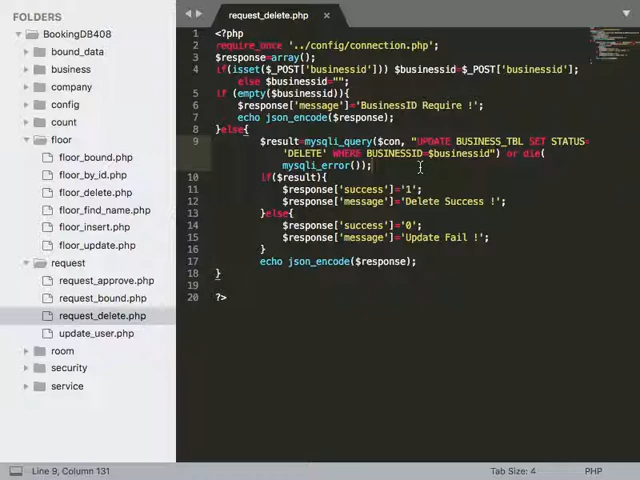 FOLDERS
BookingDB408
bound_data
business
company
config
count
floor
floor_bound.php
floor_by_id.php
floor_delete.php
floor_find_name.php
floor_insert.php
floor_update.php
request
request_approve.php
request_bound.php
request_delete.php
update_user.php
room
security
service
request_delete.php
1 <?php
2 require_once '../config/connection.php';
3 $response=array();
4 if(isset($_POST['businessid'])) $businessid=$_POST['businessid'];
else $businessid="";
5 if (empty($businessid)){
6 $response['message']='BusinessID Require !';
7 echo json_encode($response);
8 }else{
9 $result=mysqli_query($con, "UPDATE BUSINESS_TBL SET STATUS=
'DELETE' WHERE BUSINESSID=$businessid") or die(
mysqli_error());
10 if($result){
11 $response['success']='1';
12 $response['message']='Delete Success !';
13 }else{
14 $response['success']='0';
15 $response['message']='Update Fail !';
16 }
17 echo json_encode($response);
18 }
19
20 ?>
Line 9, Column 131
Tab Size: 4
PHP